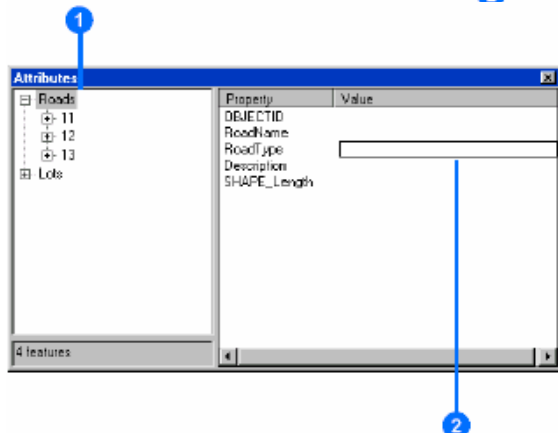 1
Attributes
Roads
11
12
13
Lots
Property Value
OBJECTID
RoadName
RoadType
Description
SHAPE_Length
4 features
2